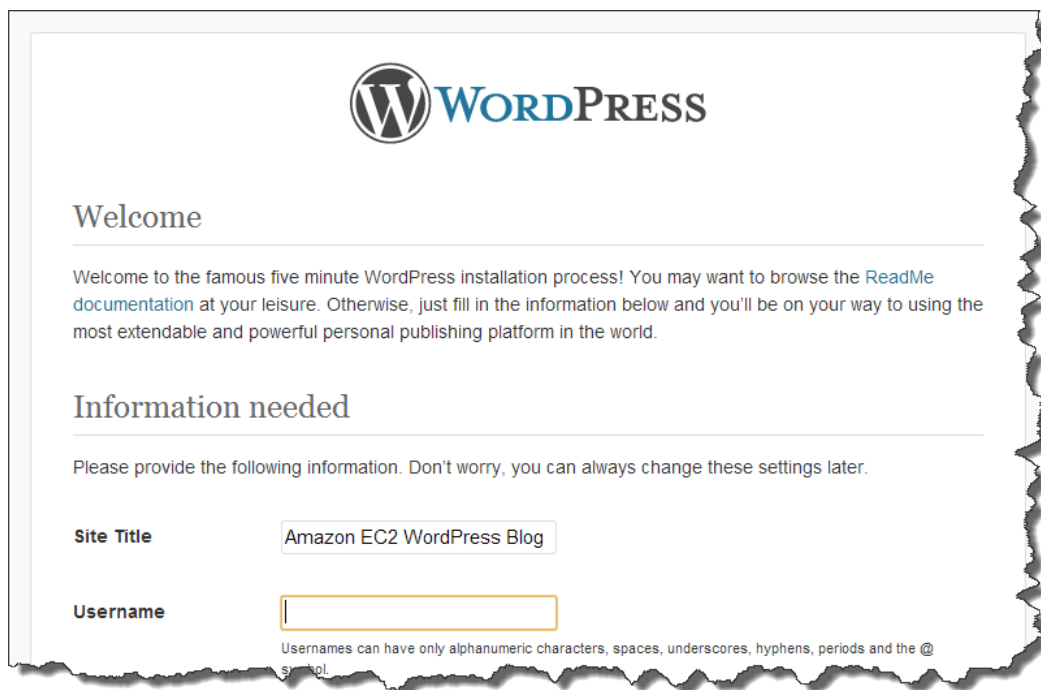 WORDPRESS
Welcome
Welcome to the famous five minute WordPress installation process! You may want to browse the ReadMe
documentation at your leisure. Otherwise, just fill in the information below and you'll be on your way to using the
most extendable and powerful personal publishing platform in the world.
Information needed
Please provide the following information. Don't worry, you can always change these settings later.
Site Title
Amazon EC2 WordPress Blog
Username
Usernames can have only alphanumeric characters, spaces, underscores, hyphens, periods and the @
symbol.